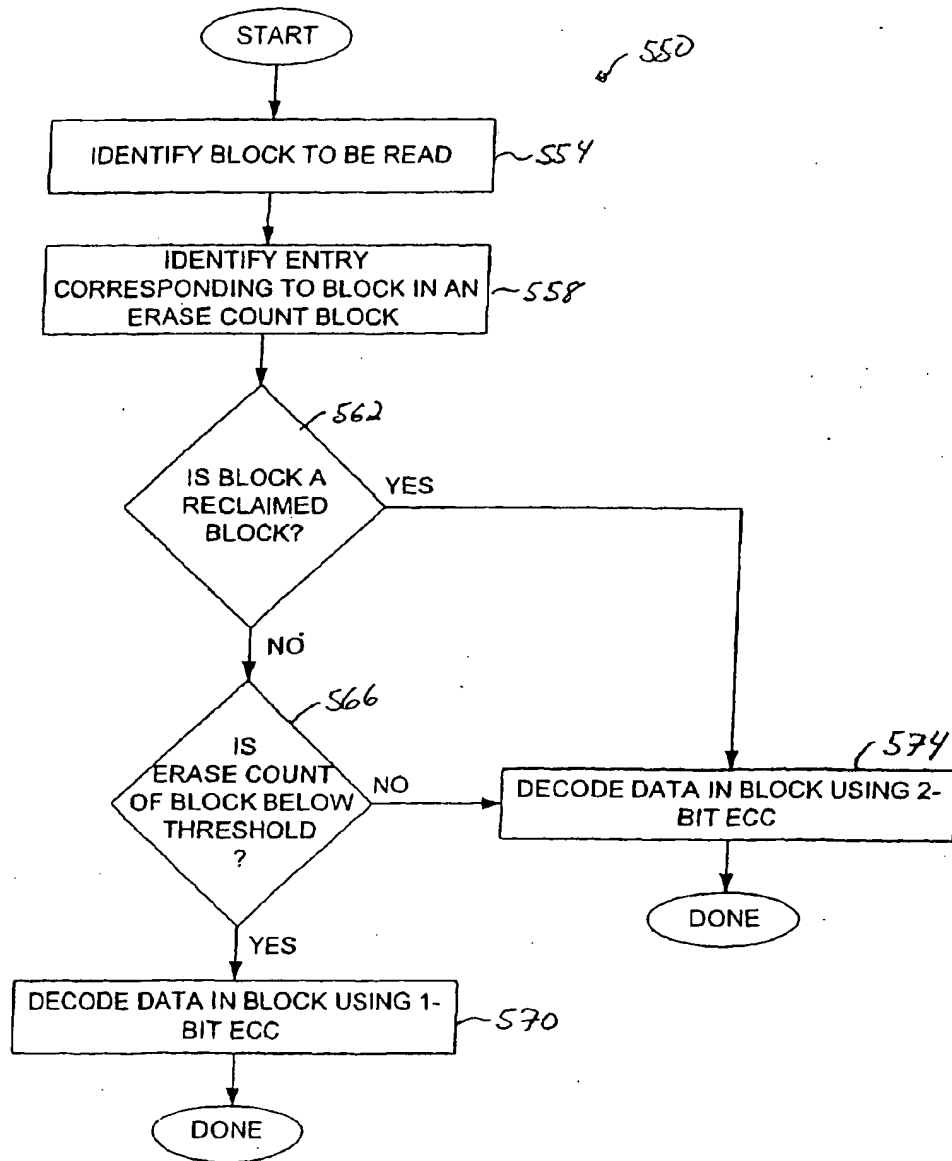 START
550
IDENTIFY BLOCK TO BE READ
554
IDENTIFY ENTRY
CORRESPONDING TO BLOCK IN AN
ERASE COUNT BLOCK
558
562
IS BLOCK A
RECLAIMED
BLOCK?
YES
NO
566
IS
ERASE COUNT
OF BLOCK BELOW
THRESHOLD
?
NO
574
DECODE DATA IN BLOCK USING 2-
BIT ECC
DONE
YES
DECODE DATA IN BLOCK USING 1-
BIT ECC
570
DONE